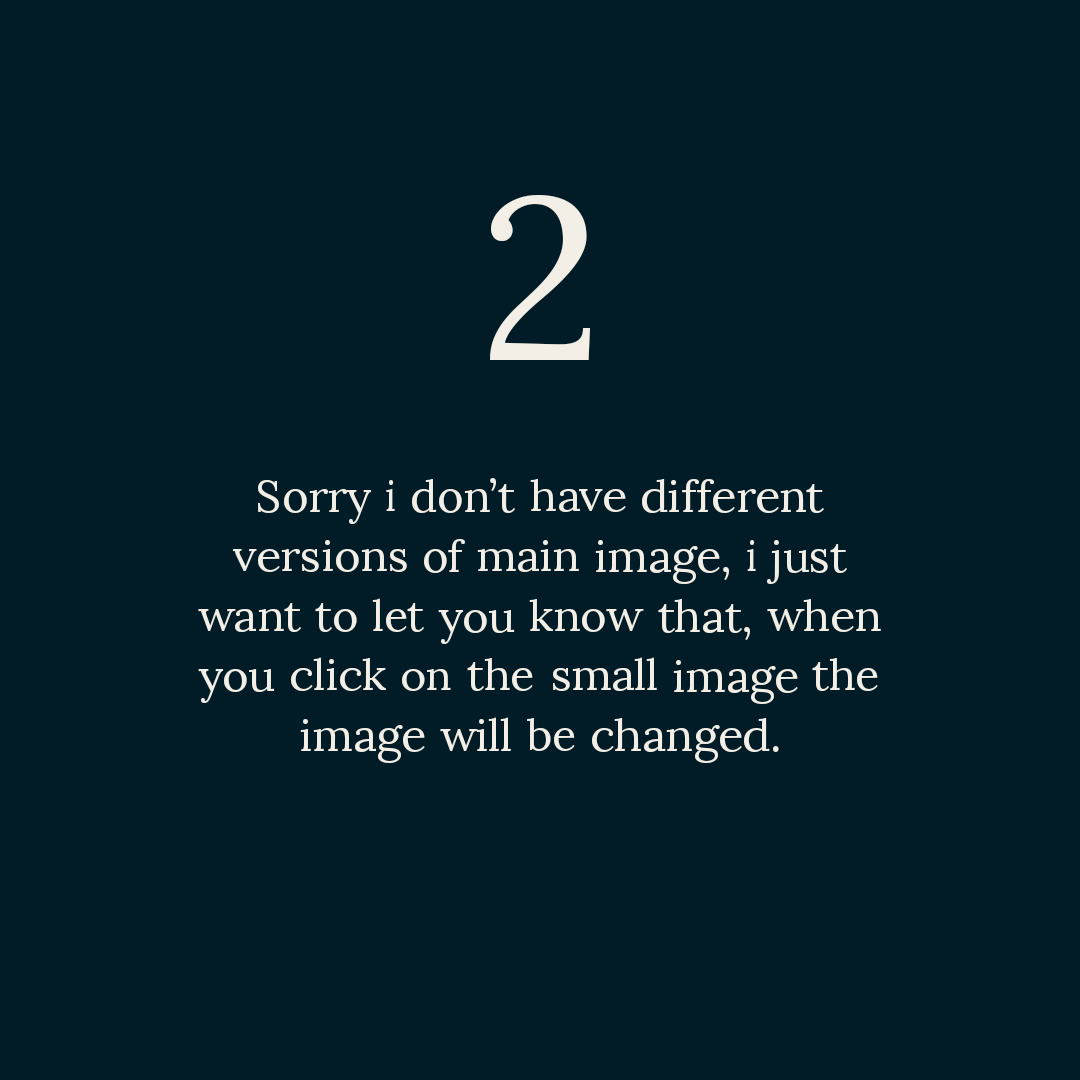 2
Sorry i don’t have different
versions of main image, i just
want to let you know that, when
you click on the small image the
image will be changed.